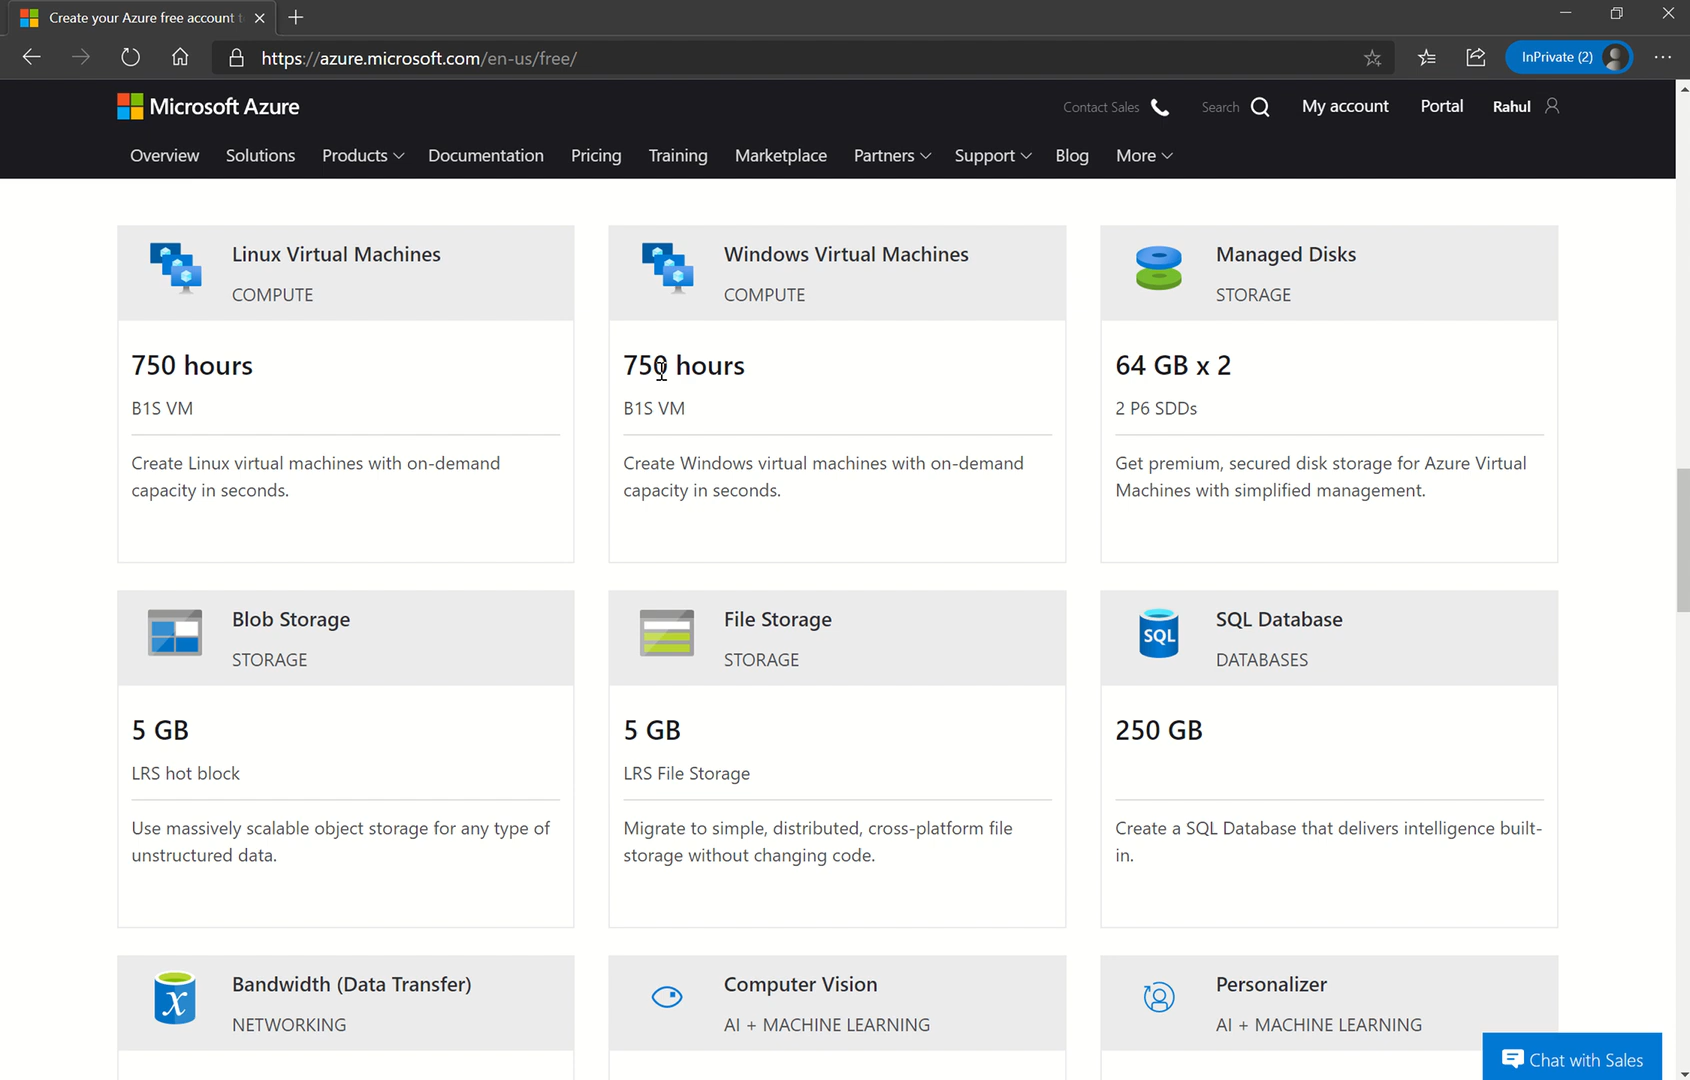 Create your Azure free account t
https://azure.microsoft.com/en-us/free/
InPrivate (2)
Microsoft Azure
Contact Sales
Search
My account
Portal
Rahul
Overview
Solutions
Products
Documentation
Pricing
Training
Marketplace
Partners
Support
Blog
More
Linux Virtual Machines
COMPUTE
750 hours
B1S VM
Create Linux virtual machines with on-demand
capacity in seconds.
Windows Virtual Machines
COMPUTE
750 hours
B1S VM
Create Windows virtual machines with on-demand
capacity in seconds.
Managed Disks
STORAGE
64 GB x 2
2 P6 SDDs
Get premium, secured disk storage for Azure Virtual
Machines with simplified management.
Blob Storage
STORAGE
5 GB
LRS hot block
Use massively scalable object storage for any type of
unstructured data.
File Storage
STORAGE
5 GB
LRS File Storage
Migrate to simple, distributed, cross-platform file
storage without changing code.
SQL
SQL Database
DATABASES
250 GB
Create a SQL Database that delivers intelligence built-
in.
Bandwidth (Data Transfer)
NETWORKING
Computer Vision
AI + MACHINE LEARNING
Personalizer
AI + MACHINE LEARNING
Chat with Sales